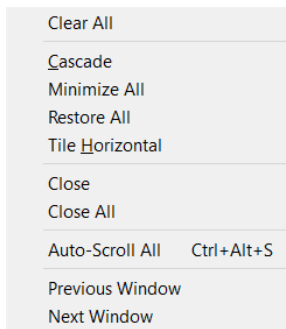 Clear All
Cascade
Minimize All
Restore All
Tile Horizontal
Close
Close All
Auto-Scroll All Ctrl+Alt+S
Previous Window
Next Window